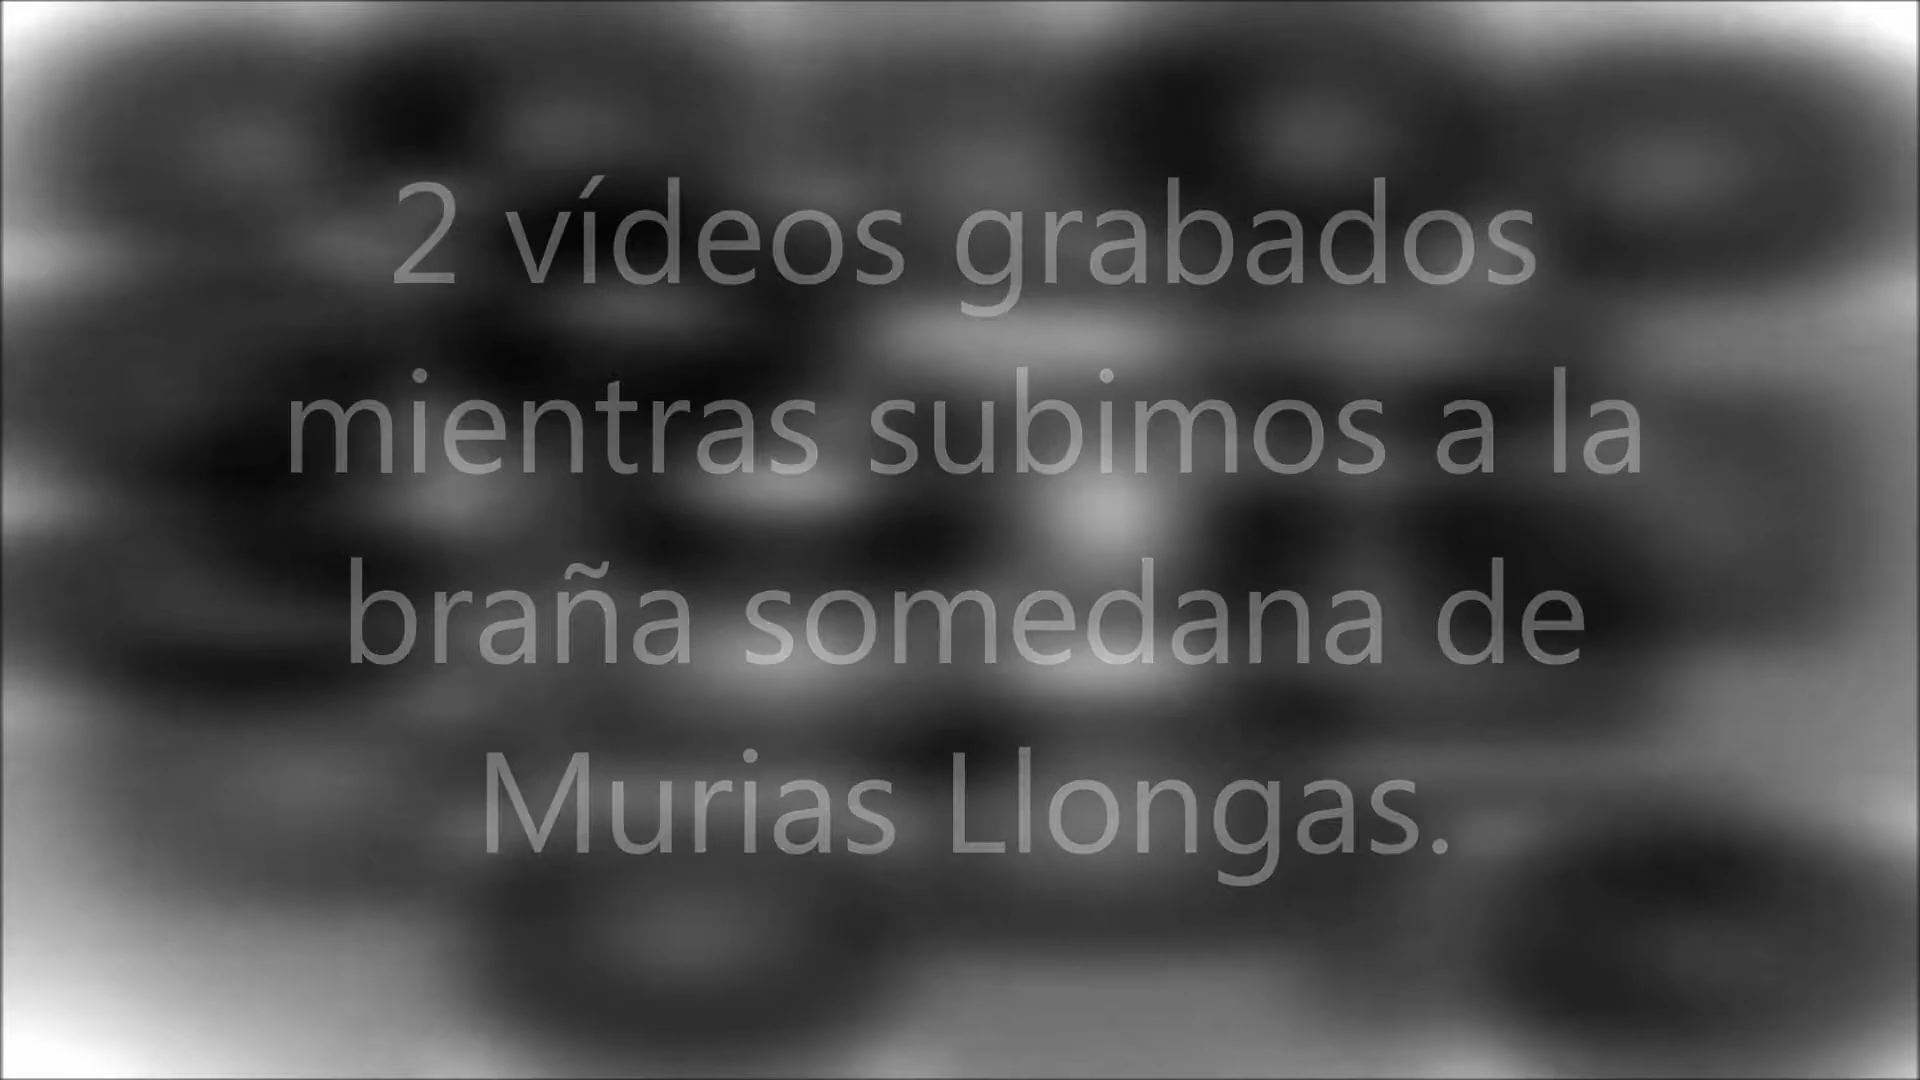 2 vídeos grabados
mientras subimos a la
braña somedana de
Murias Llongas.